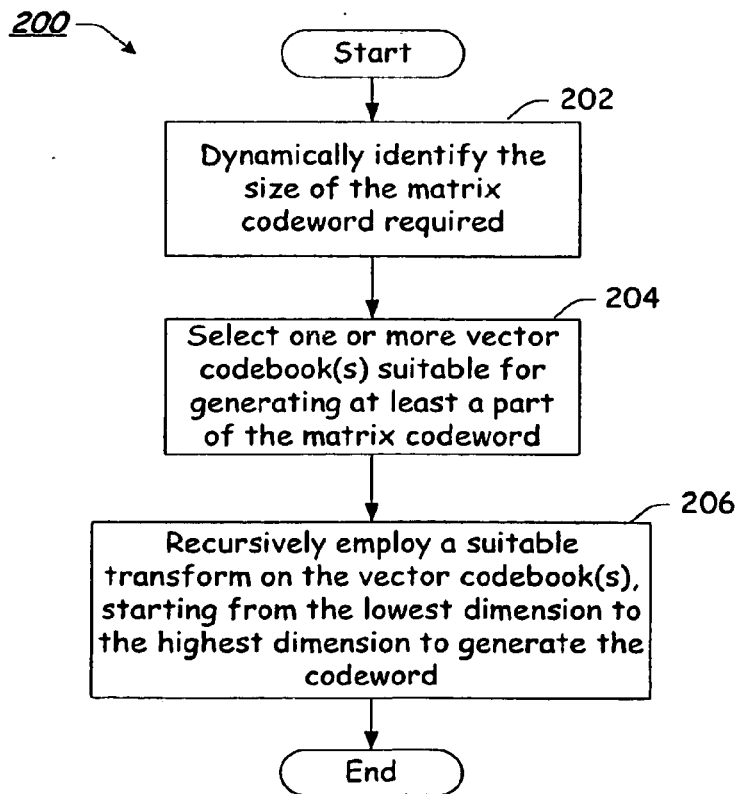 200
Start
202
Dynamically identify the
size of the matrix
codeword required
204
Select one or more vector
codebook(s) suitable for
generating at least a part
of the matrix codeword
206
Recursively employ a suitable
transform on the vector codebook(s),
starting from the lowest dimension to
the highest dimension to generate the
codeword
End